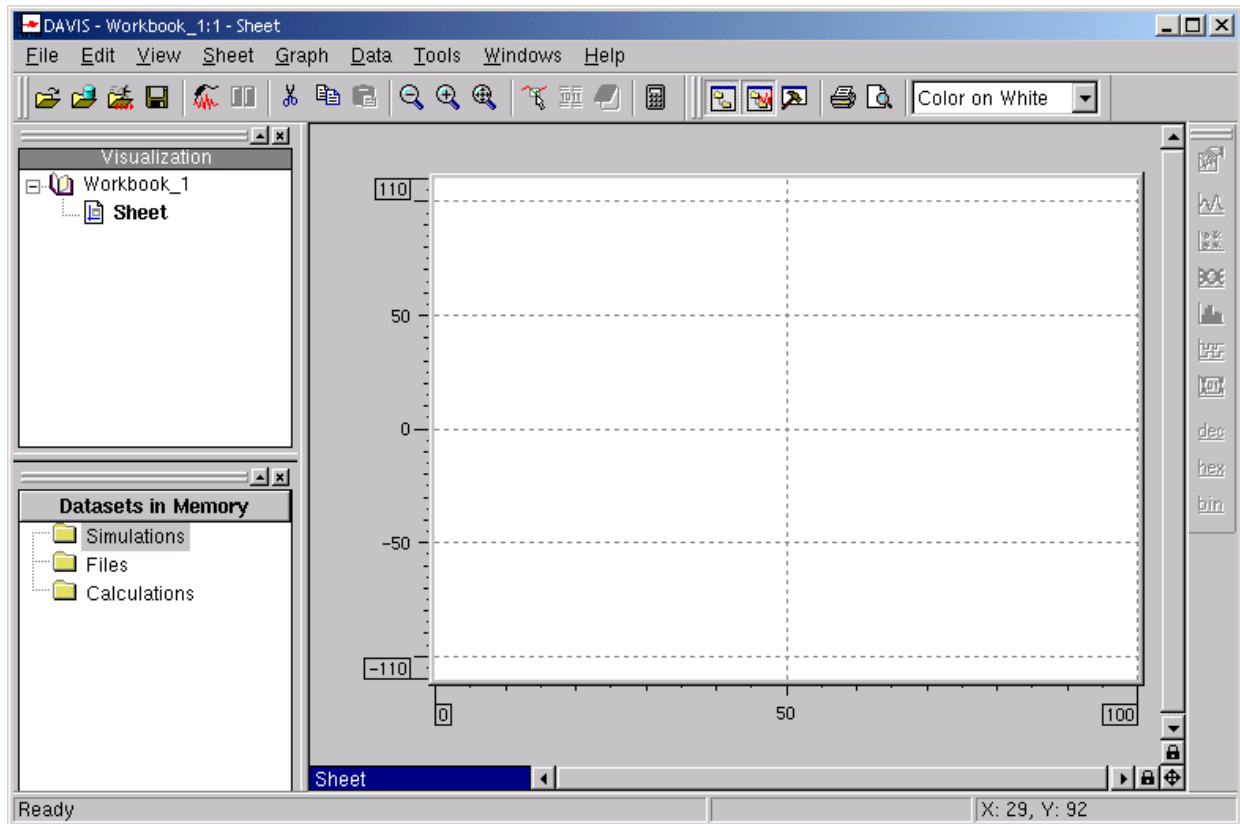 DAVIS - Workbook_1:1 - Sheet
File Edit View Sheet Graph Data Tools Windows Help
Color on White
Visualization
Workbook_1
Sheet
Datasets in Memory
Simulations
Files
Calculations
110
50
0
-50
-110
0 50 100
Sheet
dec
hex
bin
Ready X: 29, Y: 92